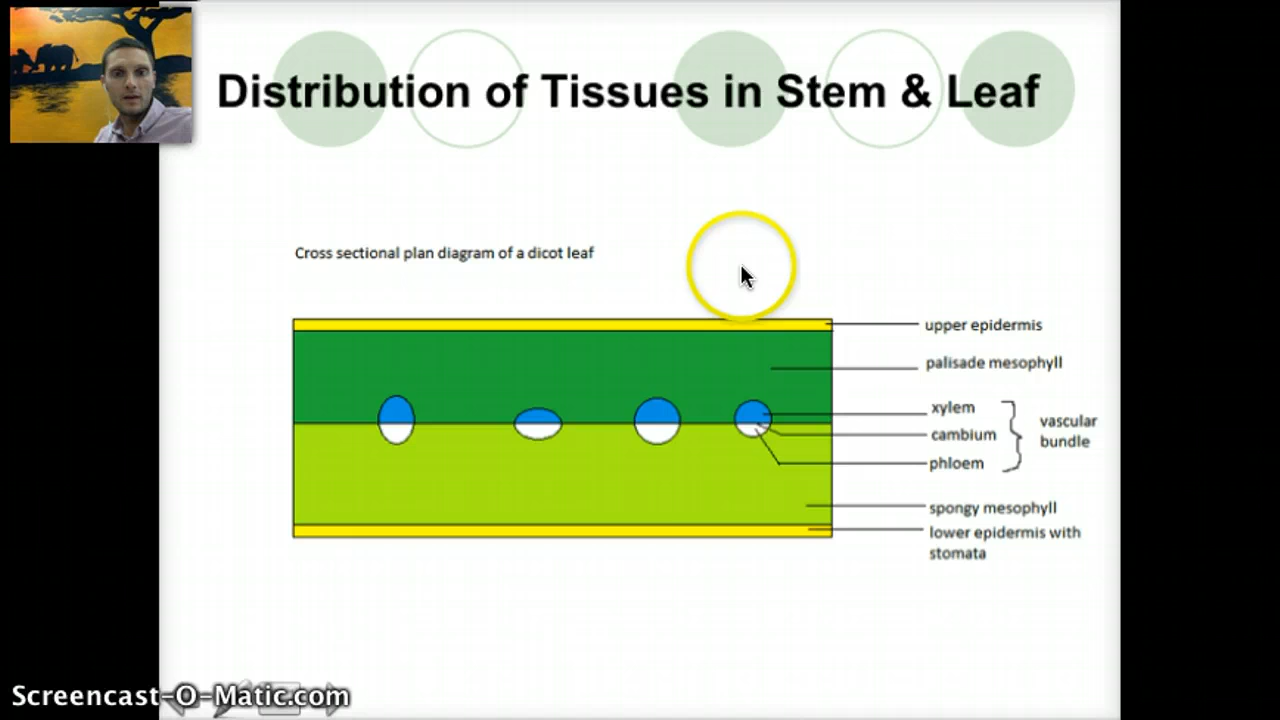 Distribution of Tissues in Stem & Leaf
Cross sectional plan diagram of a dicot leaf
upper epidermis
palisade mesophyll
xylem
cambium
phloem
vascular
bundle
spongy mesophyll
lower epidermis with
stomata
Screencast-O-Matic.com